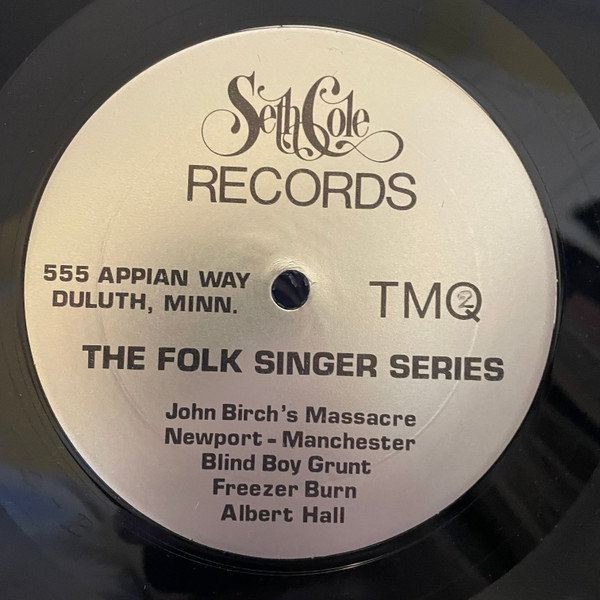 Seth Cole
RECORDS
555 APPIAN WAY
DULUTH, MINN.
TMQ
2
THE FOLK SINGER SERIES
John Birch's Massacre
Newport - Manchester
Blind Boy Grunt
Freezer Burn
Albert Hall